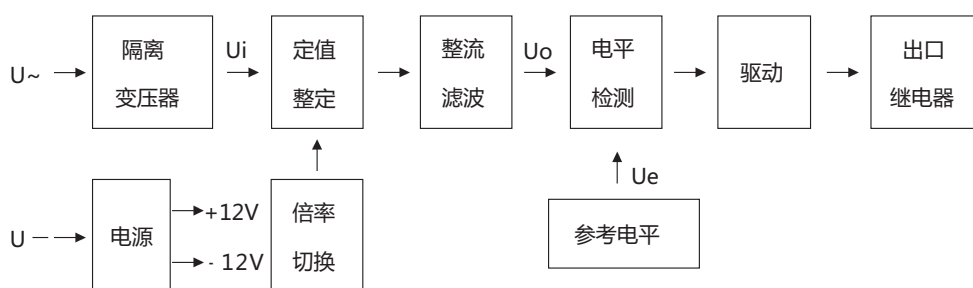 U~
隔离
变压器
Ui
定值
整定
整流
滤波
Uo
电平
检测
驱动
出口
继电器
Ue
U —
电源
+12V
- 12V
倍率
切换
参考电平